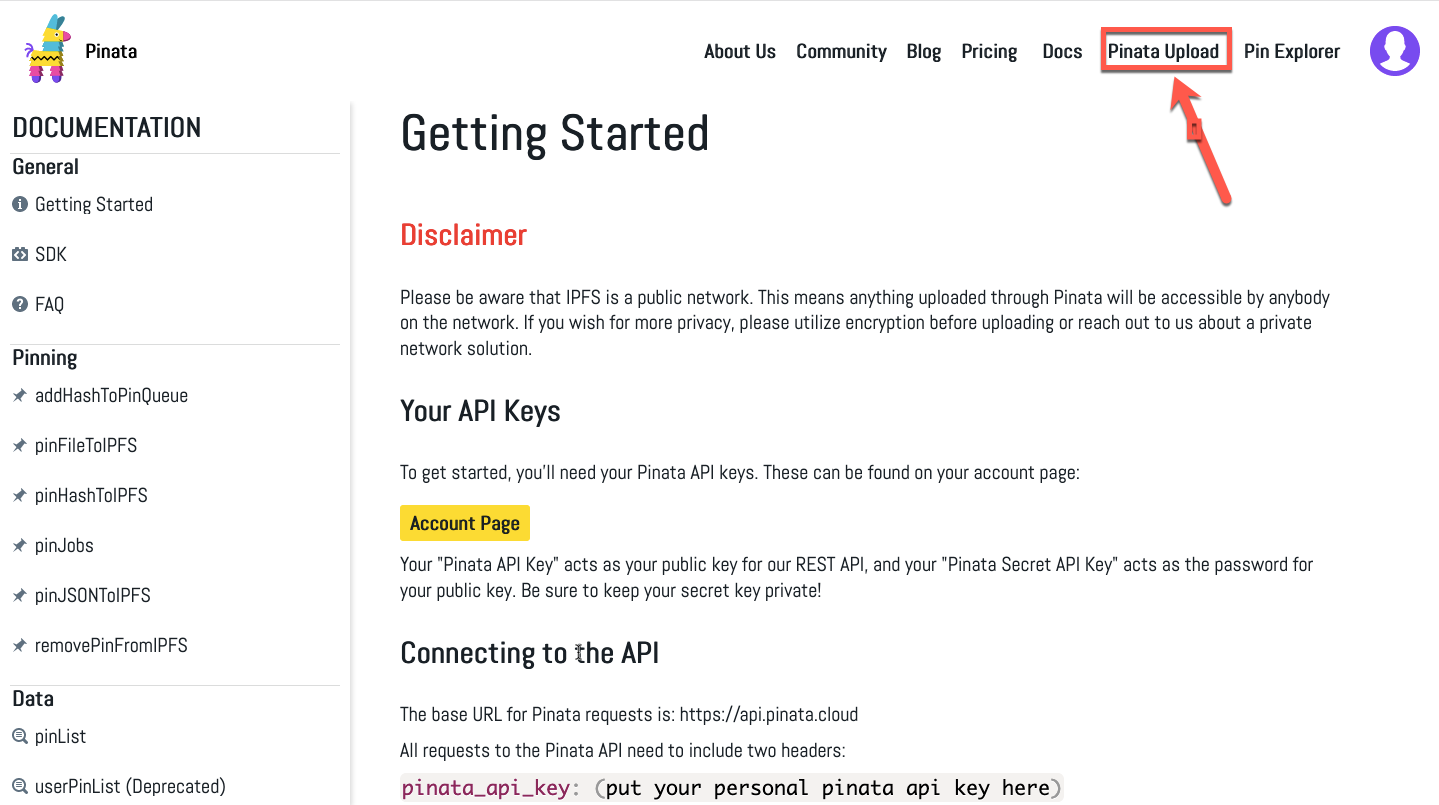 Pinata
About Us Community Blog Pricing Docs Pinata Upload Pin Explorer
DOCUMENTATION
General
Getting Started
SDK
FAQ
Pinning
addHashToPinQueue
pinFileToIPFS
pinHashToIPFS
pinJobs
pinJSONToIPFS
removePinFromIPFS
Data
pinList
userPinList (Deprecated)
Getting Started
Disclaimer
Please be aware that IPFS is a public network. This means anything uploaded through Pinata will be accessible by anybody
on the network. If you wish for more privacy, please utilize encryption before uploading or reach out to us about a private
network solution.
Your API Keys
To get started, you'll need your Pinata API keys. These can be found on your account page:
Account Page
Your "Pinata API Key" acts as your public key for our REST API, and your "Pinata Secret API Key" acts as the password for
your public key. Be sure to keep your secret key private!
Connecting to the API
The base URL for Pinata requests is: https://api.pinata.cloud
All requests to the Pinata API need to include two headers:
pinata_api_key: (put your personal pinata api key here)